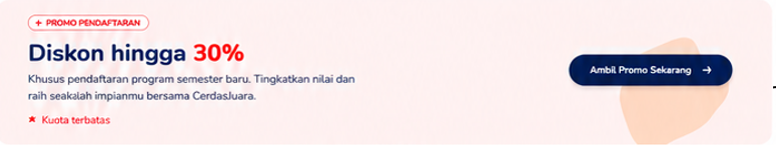 + PROMO PENDAFTARAN
Diskon hingga 30%
Khusus pendaftaran program semester baru. Tingkatkan nilai dan
raih seakalah impianmu bersama CerdasJuara.
Kuota terbatas
Ambil Promo Sekarang →